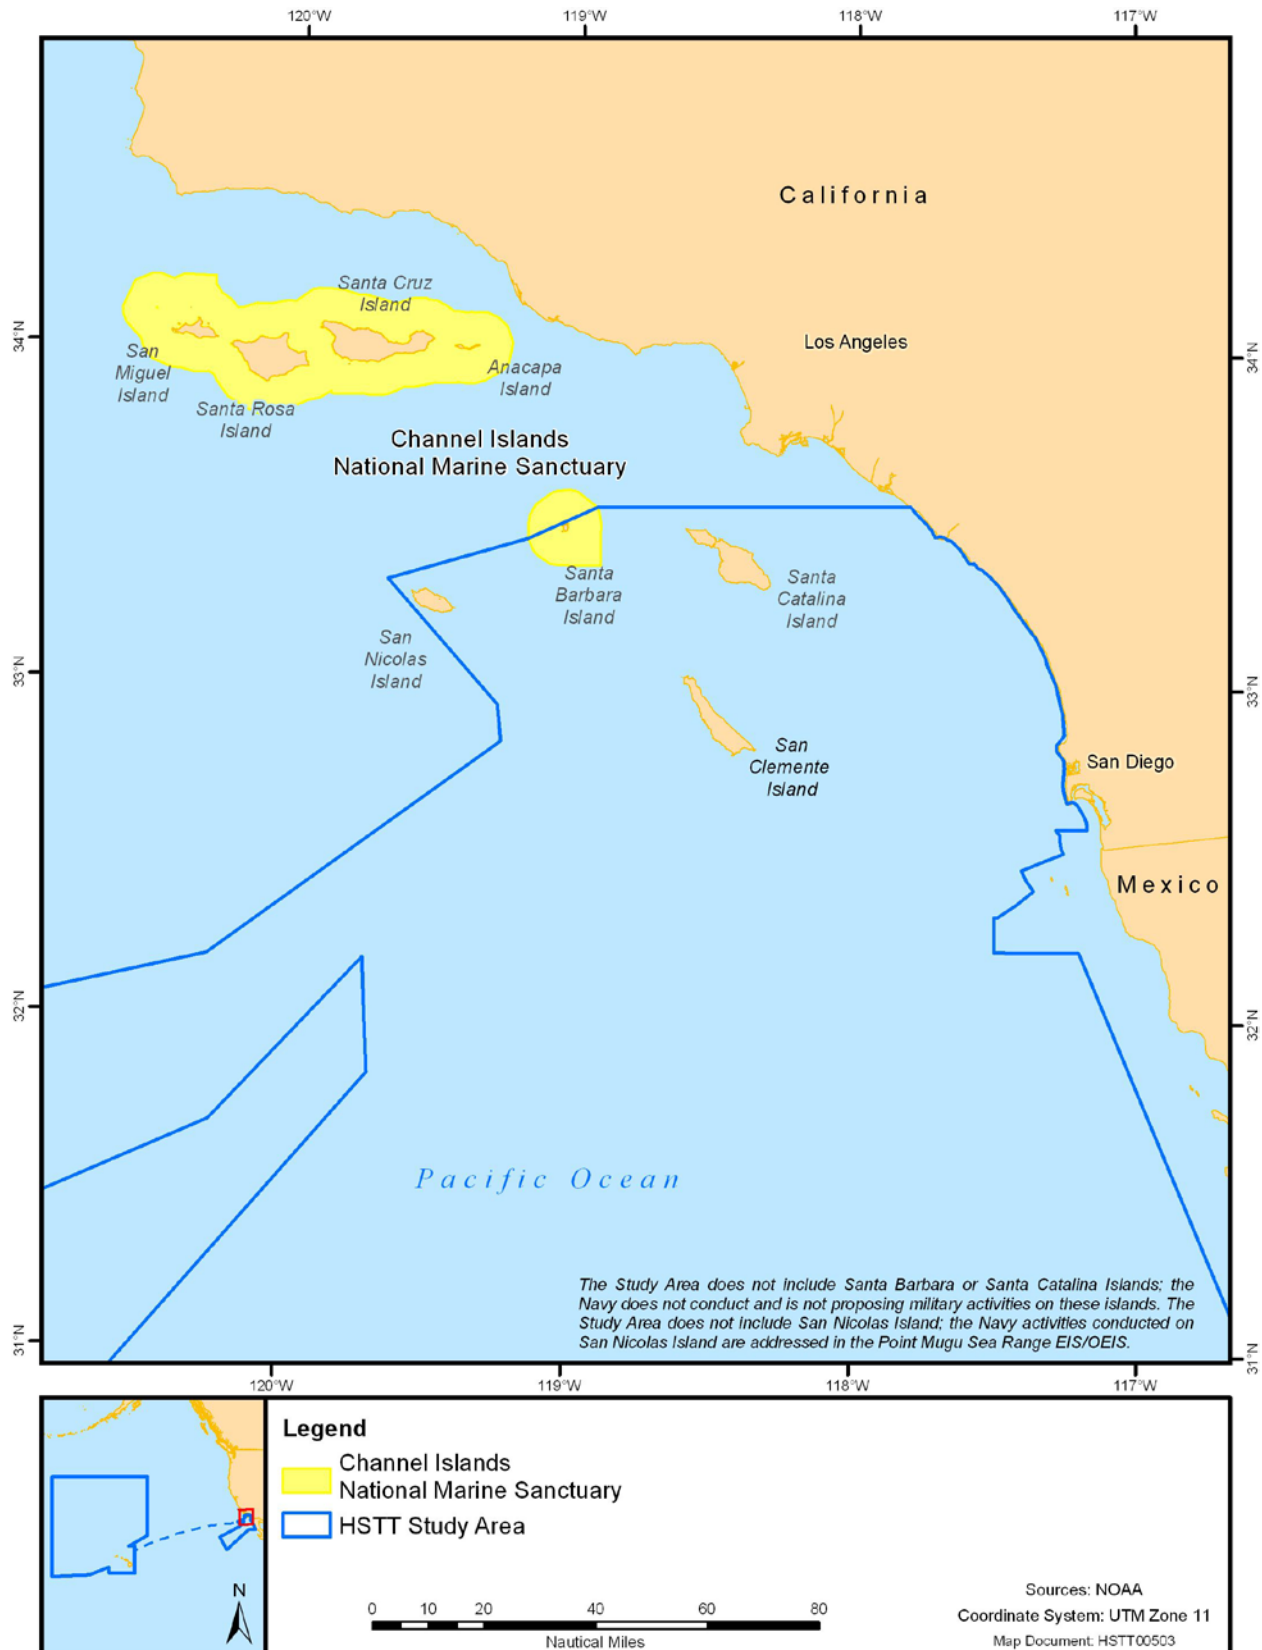 120°W 119°W 118°W 117°W
California
Santa Cruz
Island
34°N
34°N
Los Angeles
San
Miguel
Island
Anacapa
Island
Santa Rosa
Island
Channel Islands
National Marine Sanctuary
Santa
Barbara
Island
Santa
Catalina
Island
San
Nicolas
Island
33°N
33°N
San
Clemente
Island
San Diego
Mexico
32°N
32°N
Pacific Ocean
The Study Area does not include Santa Barbara or Santa Catalina Islands; the
Navy does not conduct and is not proposing military activities on these islands. The
Study Area does not include San Nicolas Island; the Navy activities conducted on
San Nicolas Island are addressed in the Point Mugu Sea Range EIS/OEIS.
31°N
31°N
120°W 119°W 118°W 117°W
Legend
Channel Islands
National Marine Sanctuary
HSTT Study Area
N
0 10 20 40 60 80
Nautical Miles
Sources: NOAA
Coordinate System: UTM Zone 11
Map Document: HSTT00503